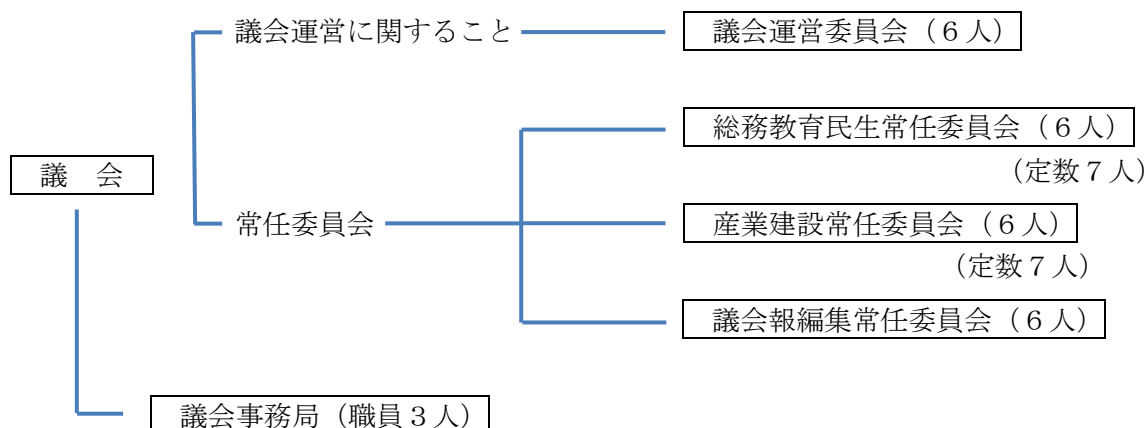 議会運営に関すること 議会運営委員会（６人）
総務教育民生常任委員会（６人）
（定数７人）
議　会
常任委員会 産業建設常任委員会（６人）
（定数７人）
議会報編集常任委員会（６人）
議会事務局（職員３人）